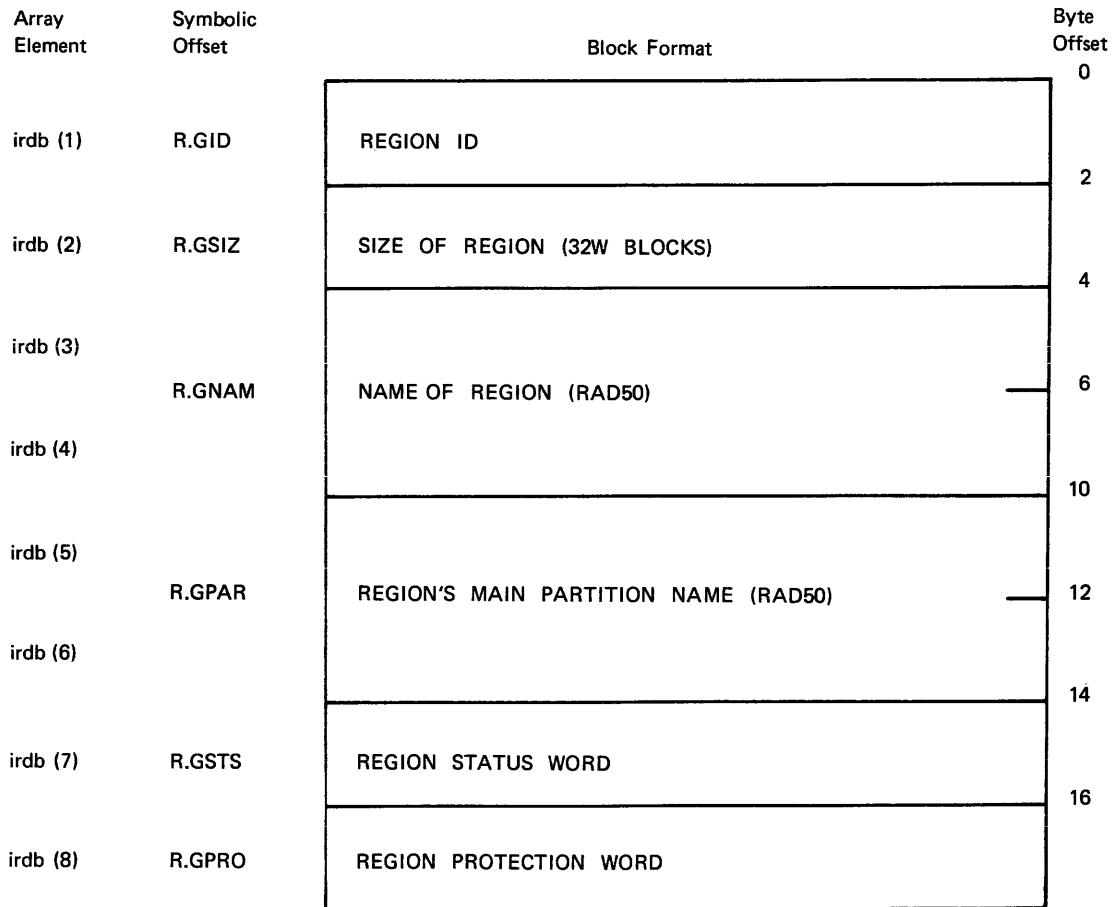 Array Element
Symbolic Offset
Block Format
Byte Offset
0
irdb (1) R.GID REGION ID
2
irdb (2) R.GSIZ SIZE OF REGION (32W BLOCKS)
4
irdb (3)
R.GNAM NAME OF REGION (RAD50) 6
irdb (4)
10
irdb (5)
R.GPAR REGION'S MAIN PARTITION NAME (RAD50) 12
irdb (6)
14
irdb (7) R.GSTS REGION STATUS WORD
16
irdb (8) R.GPRO REGION PROTECTION WORD